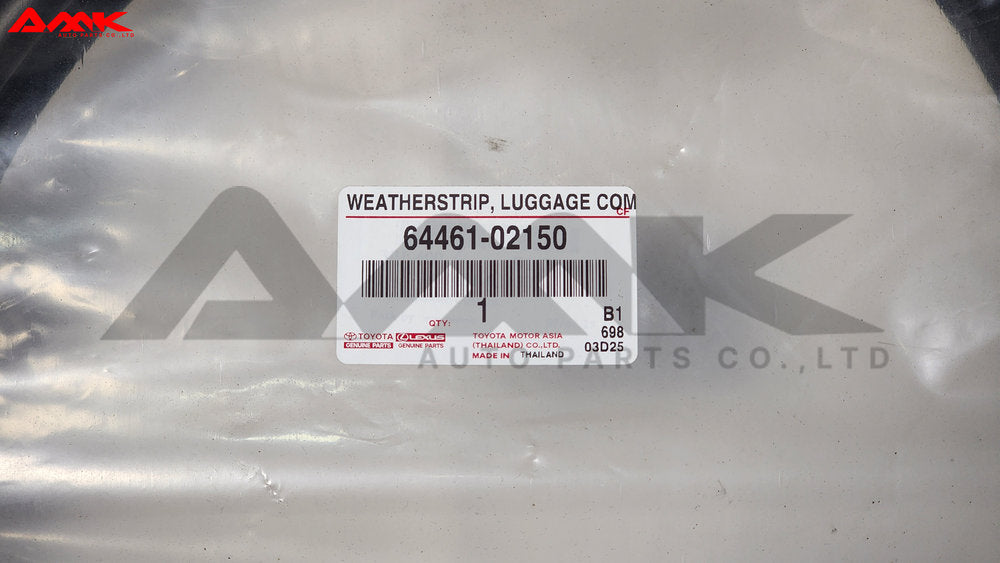 AMK
AUTO PARTS CO.,LTD
WEATHERSTRIP, LUGGAGE COM
CF
64461-02150
QTY: 1
B1
698
03D25
TOYOTA
GENUINE PARTS
LEXUS
GENUINE PARTS
TOYOTA MOTOR ASIA
(THAILAND) CO.,LTD.
MADE IN THAILAND
AMK
AUTO PARTS CO.,LTD